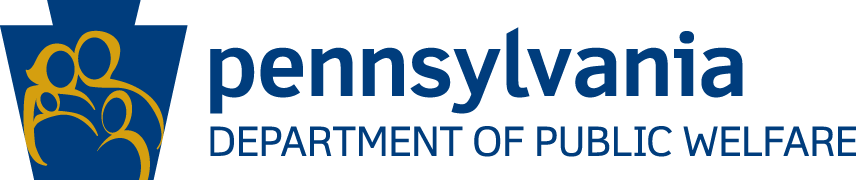 pennsylvania
DEPARTMENT OF PUBLIC WELFARE